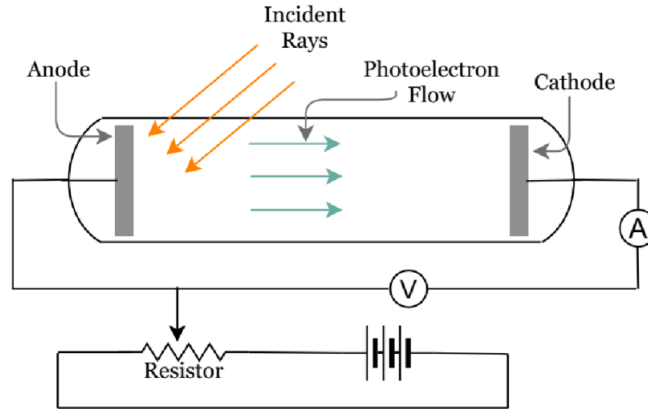 Incident
Rays
Anode
Photoelectron
Flow
Cathode
A
V
Resistor